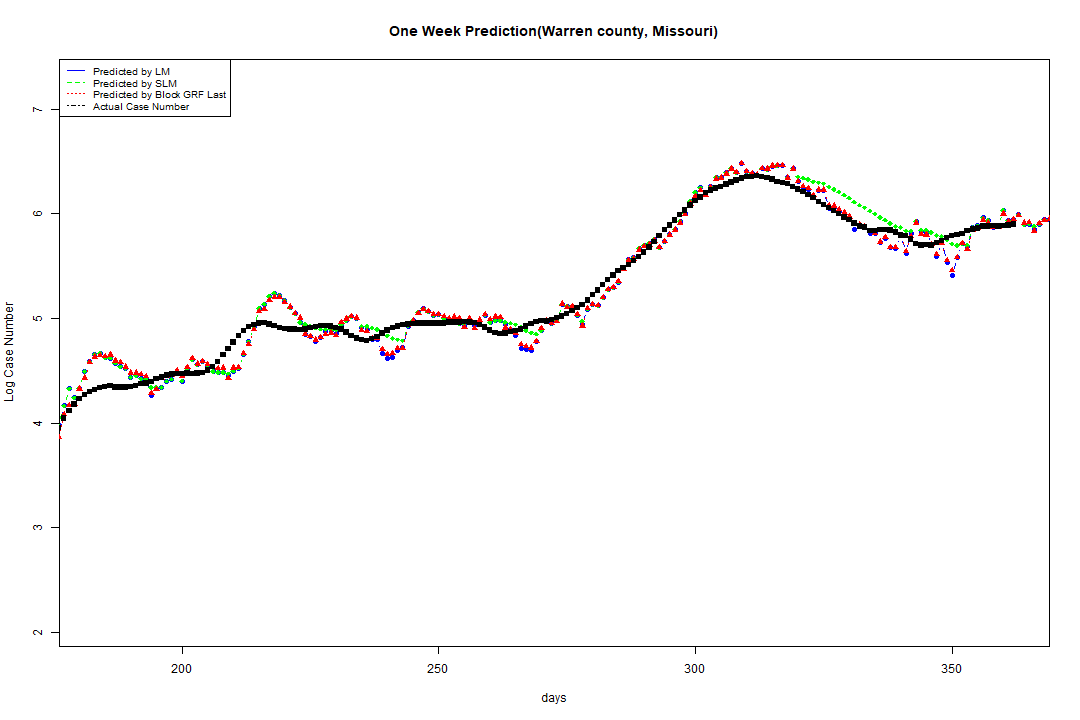 One Week Prediction(Warren county, Missouri)
Predicted by LM
Predicted by SLM
Predicted by Block GRF Last
Actual Case Number
7
6
5
4
3
2
Log Case Number
200
250
300
350
days